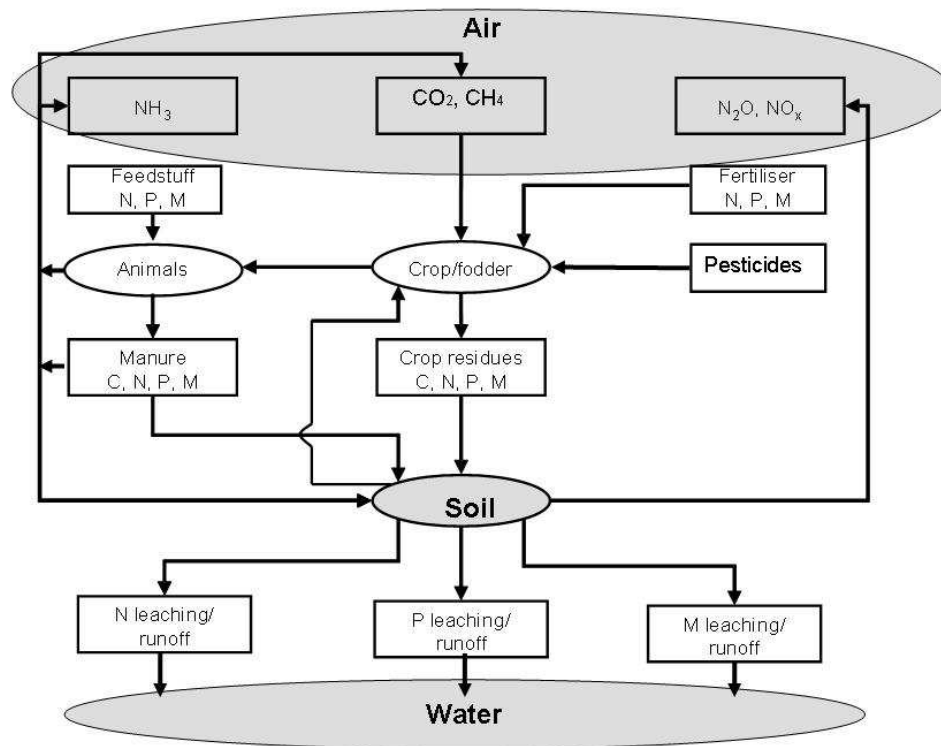 Air
NH₃
CO₂, CH₄
N₂O, NOₓ
Feedstuff
N, P, M
Fertiliser
N, P, M
Animals
Crop/fodder
Pesticides
Manure
C, N, P, M
Crop residues
C, N, P, M
Soil
N leaching/
runoff
P leaching/
runoff
M leaching/
runoff
Water